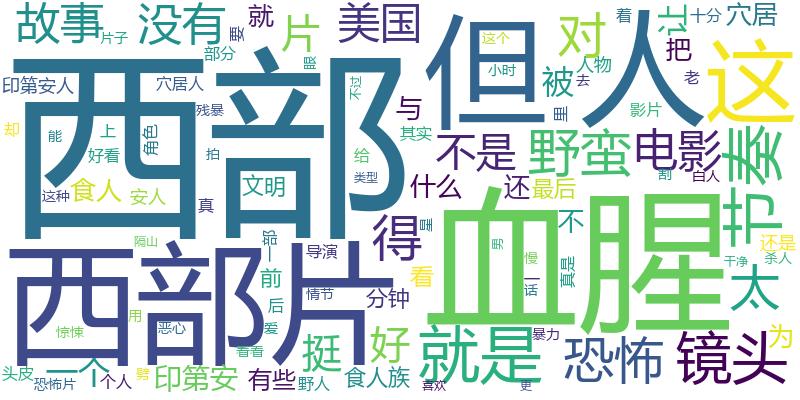 故事
片子
没有
要
就
片
美国
但
人
对
着
让
十分
穴居
部分
眼
这个
小时
人物
把
这
印第安人
穴居人
西部
不过
被
去
老
却
能
上
角色
残暴
与
里
影片
好看
拍
给
其实
不是
野蛮
电影
节奏
这种
食人
安人
真
文明
类型
什么
还
最后
割
白人
隔山
一部
导演
得
星
血腥
男
不
还是
西部片
前
看
慢
真是
干净
杀人
情节
分钟
一话
太
用
后
惊悚
恶心
爱
挺
好
就是
暴力
恐怖
镜头
为
看看
头皮
一个
恐怖片
个人
劈
印第安
有些
野人
食人族
喜欢
更